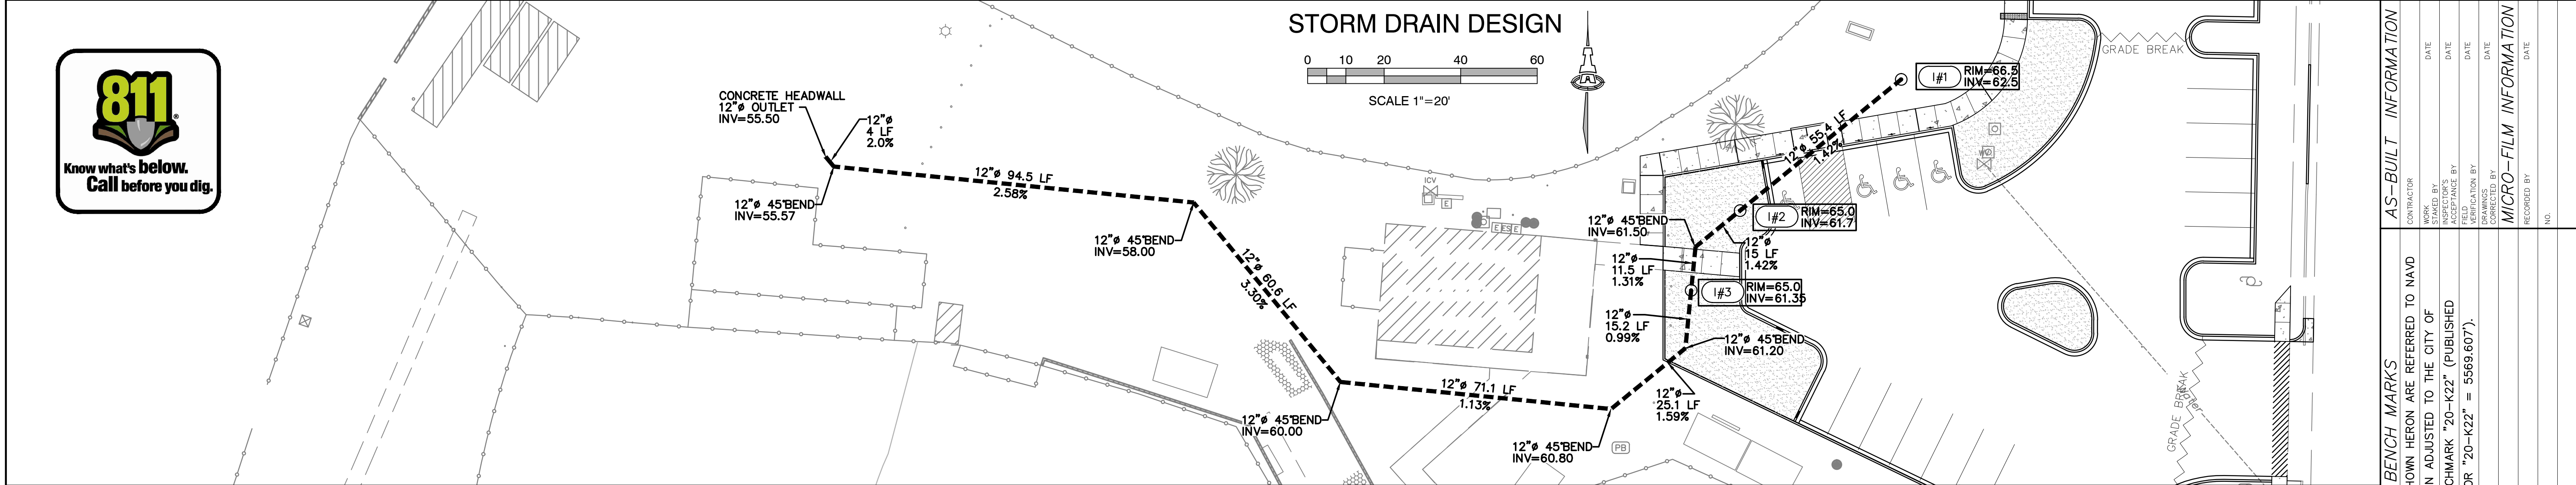 811
®
Know what's below.
Call before you dig.
STORM DRAIN DESIGN
0 10 20 40 60
SCALE 1"=20'
CONCRETE HEADWALL
12"ø OUTLET
INV=55.50
12"ø
4 LF
2.0%
12"ø 45°BEND
INV=55.57
12"ø 94.5 LF
2.58%
12"ø 45°BEND
INV=58.00
12"ø 60.6 LF
3.30%
12"ø 45°BEND
INV=60.00
12"ø 71.1 LF
1.13%
12"ø 45°BEND
INV=60.80
12"ø
25.1 LF
1.59%
12"ø 45°BEND
INV=61.20
12"ø
15.2 LF
0.99%
I#3
RIM=65.0
INV=61.35
12"ø
11.5 LF
1.31%
12"ø 45°BEND
INV=61.50
12"ø
15 LF
1.42%
I#2
RIM=65.0
INV=61.7
12"ø 55.4 LF
1.42%
I#1
RIM=66.5
INV=62.5
ICV
E
E ES E
PB
GRADE BREAK
GRADE BREAK
AS-BUILT INFORMATION
CONTRACTOR
WORK
STAKED BY
DATE
INSPECTOR'S
ACCEPTANCE BY
DATE
FIELD
VERIFICATION BY
DATE
DRAWINGS
CORRECTED BY
DATE
MICRO-FILM INFORMATION
RECORDED BY
DATE
NO.
BENCH MARKS
OWN HERON ARE REFERRED TO NAVD
N ADJUSTED TO THE CITY OF
CHMARK "20-K22" (PUBLISHED
OR "20-K22" = 5569.607').